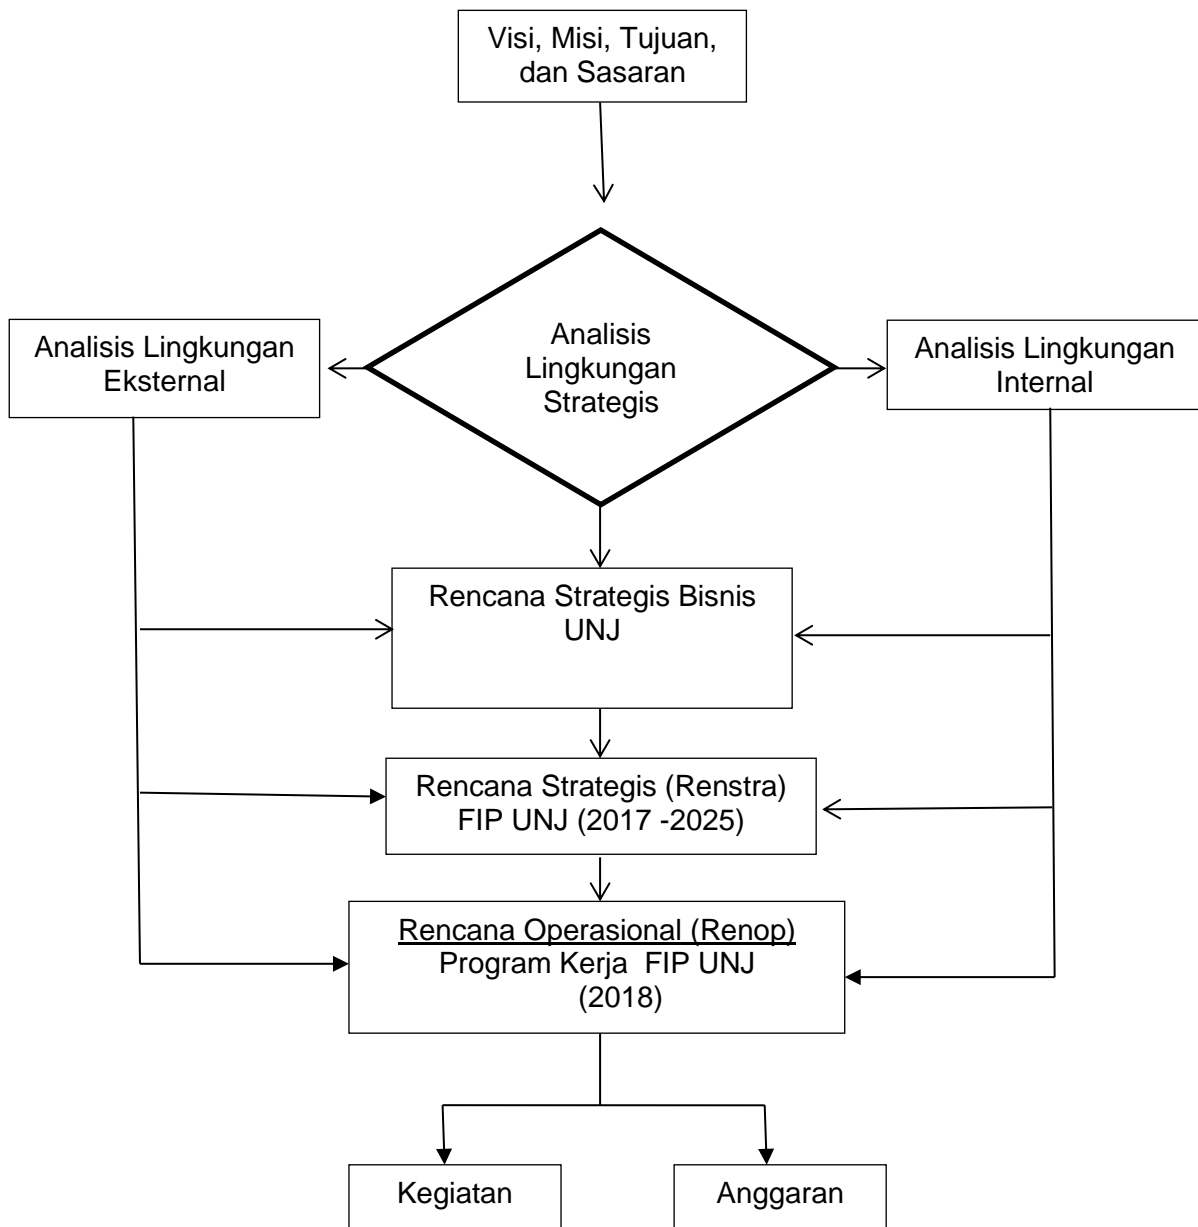 Visi, Misi, Tujuan,
dan Sasaran
Analisis Lingkungan
Eksternal
Analisis
Lingkungan
Strategis
Analisis Lingkungan
Internal
Rencana Strategis Bisnis
UNJ
Rencana Strategis (Renstra)
FIP UNJ (2017 -2025)
Rencana Operasional (Renop)
Program Kerja  FIP UNJ
(2018)
Kegiatan
Anggaran